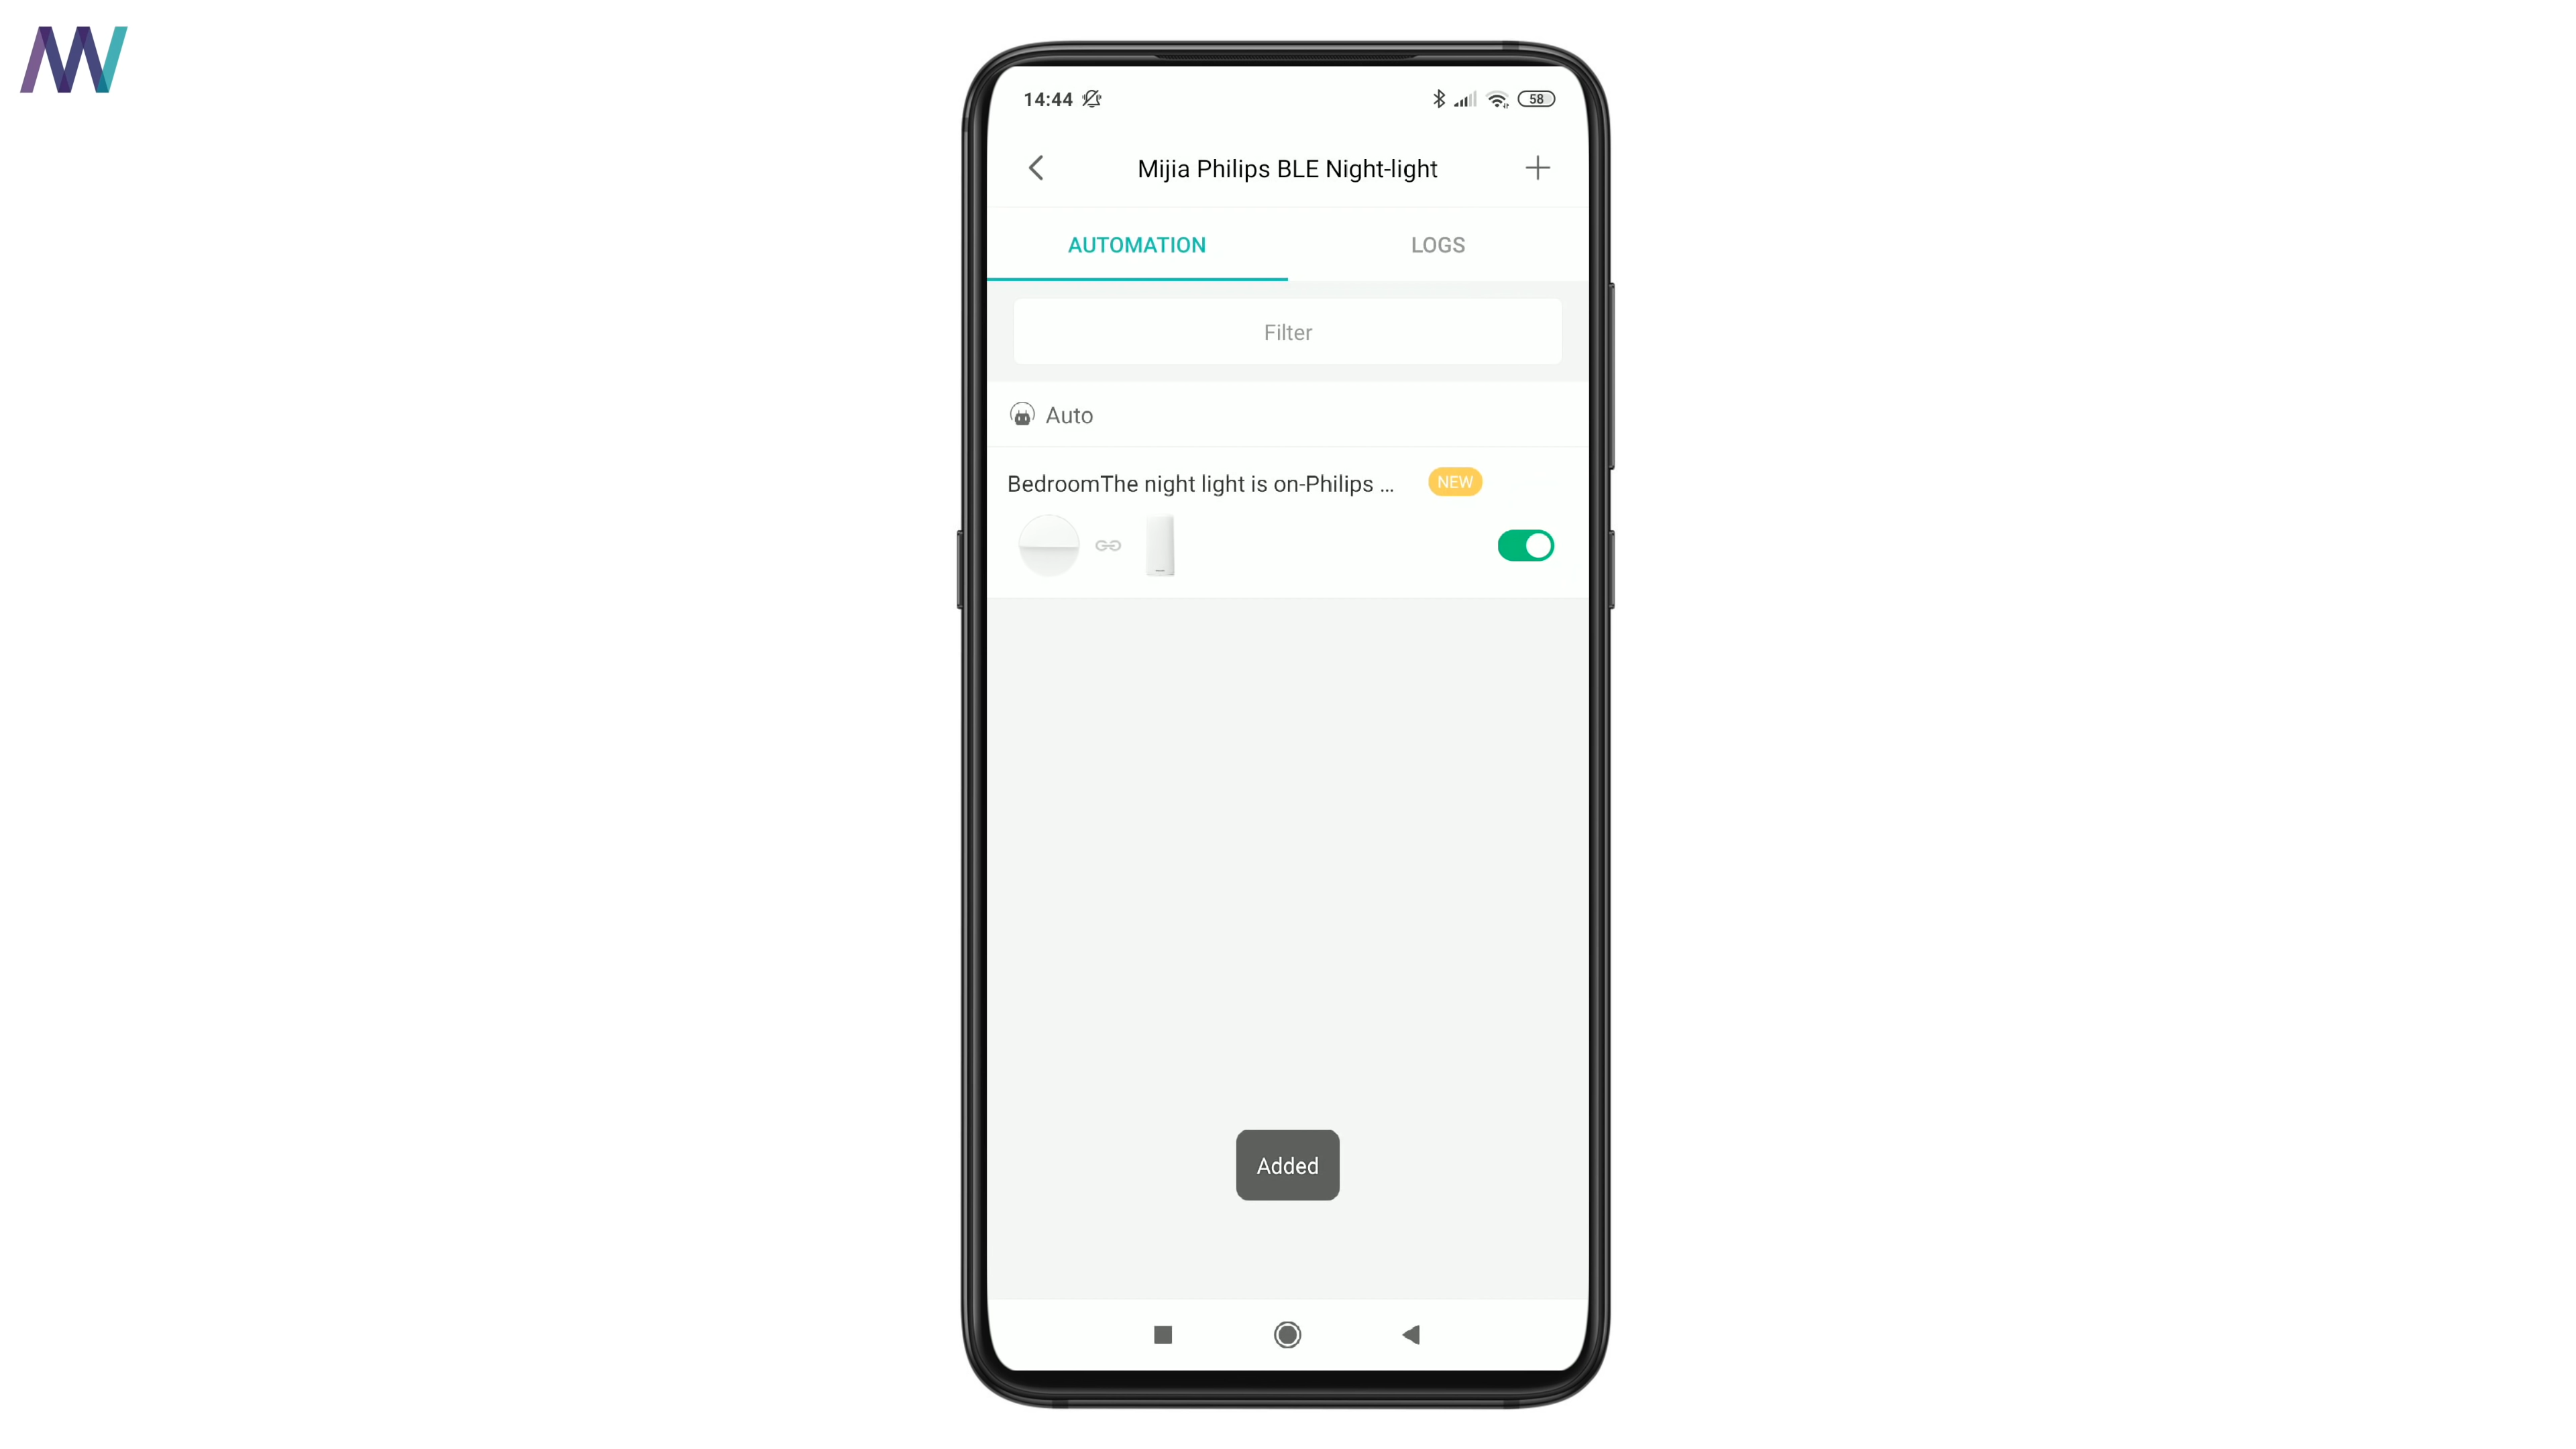 14:44
58
Mijia Philips BLE Night-light
AUTOMATION
LOGS
Filter
Auto
BedroomThe night light is on-Philips ...
NEW
Added